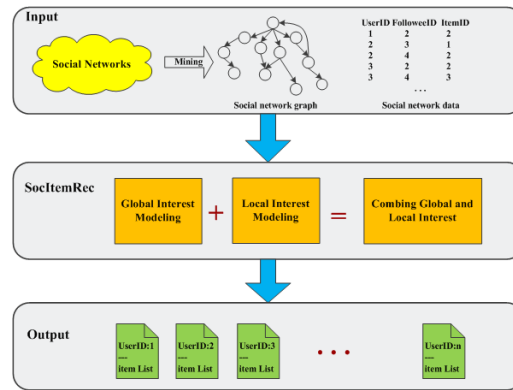 Input
Social Networks
Mining
Social network graph
UserID FolloweeID ItemID
1 2 2
2 3 1
2 4 2
3 2 2
3 4 3
...
Social network data
SocItemRec
Global Interest
Modeling
+
Local Interest
Modeling
=
Combing Global and
Local Interest
Output
UserID:1
---
item List
UserID:2
---
item List
UserID:3
---
item List
...
UserID:n
---
item List